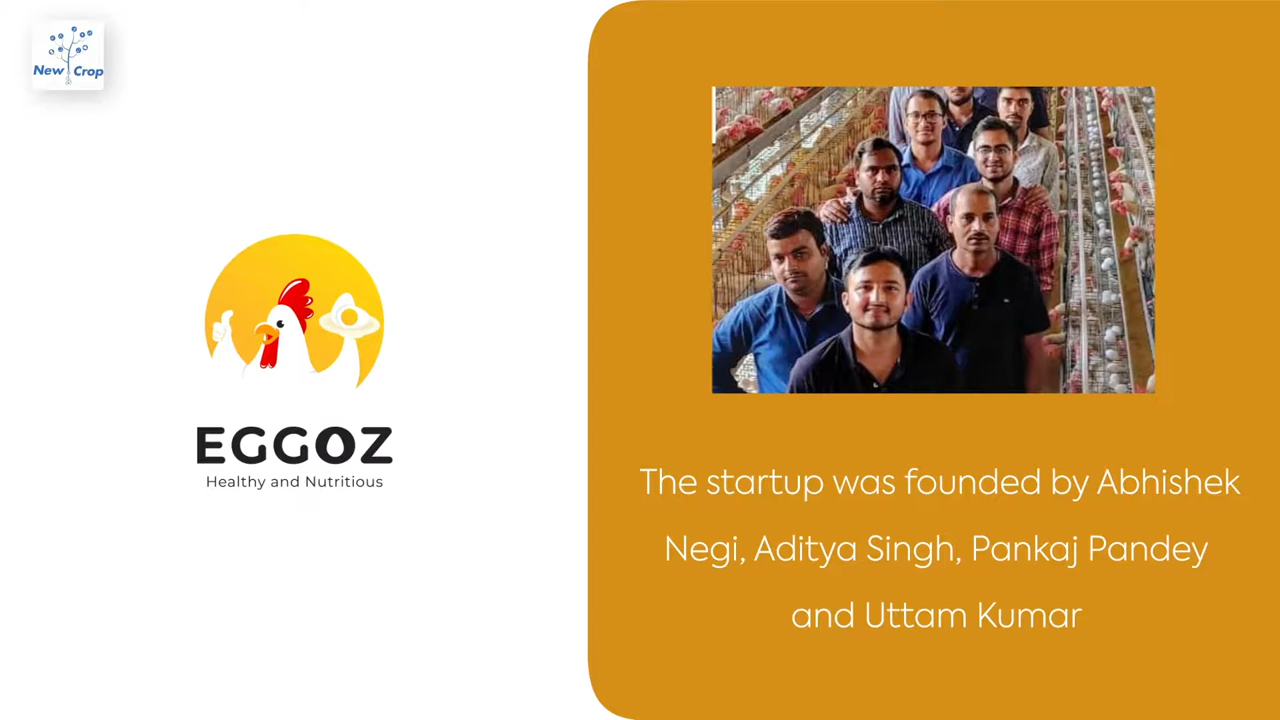 New Crop
EGGOZ
Healthy and Nutritious
The startup was founded by Abhishek
Negi, Aditya Singh, Pankaj Pandey
and Uttam Kumar